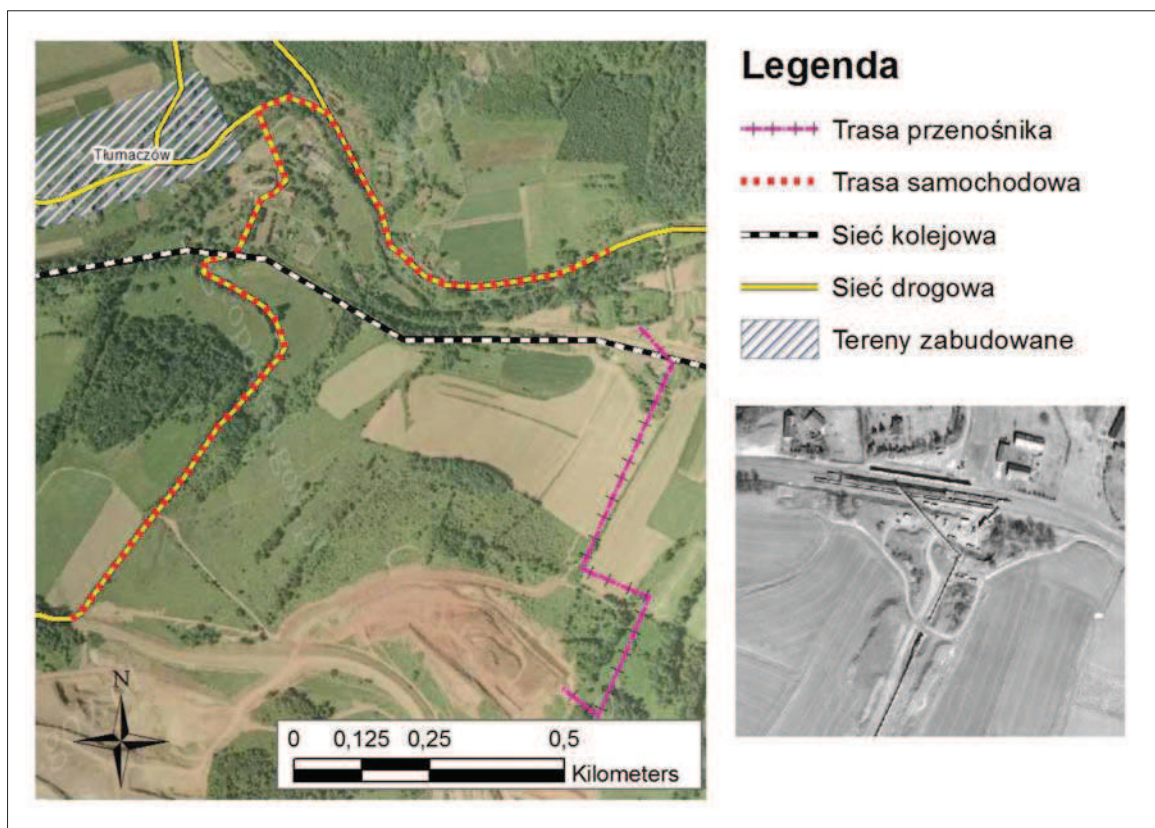 Tłumaczów
N
0 0,125 0,25 0,5
Kilometers
Legenda
Trasa przenośnika
Trasa samochodowa
Sieć kolejowa
Sieć drogowa
Tereny zabudowane